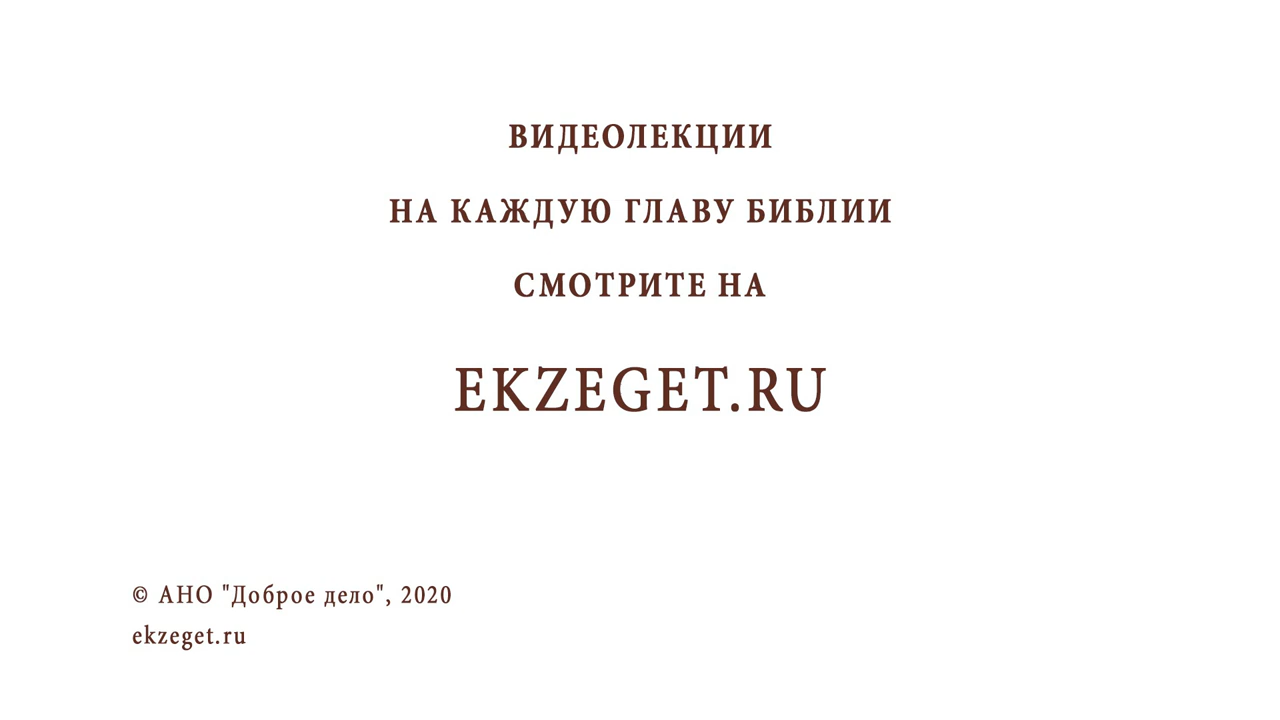 ВИДЕОЛЕКЦИИ
НА КАЖДУЮ ГЛАВУ БИБЛИИ
СМОТРИТЕ НА
EKZEGET.RU
© АНО "Доброе дело", 2020
ekzeget.ru